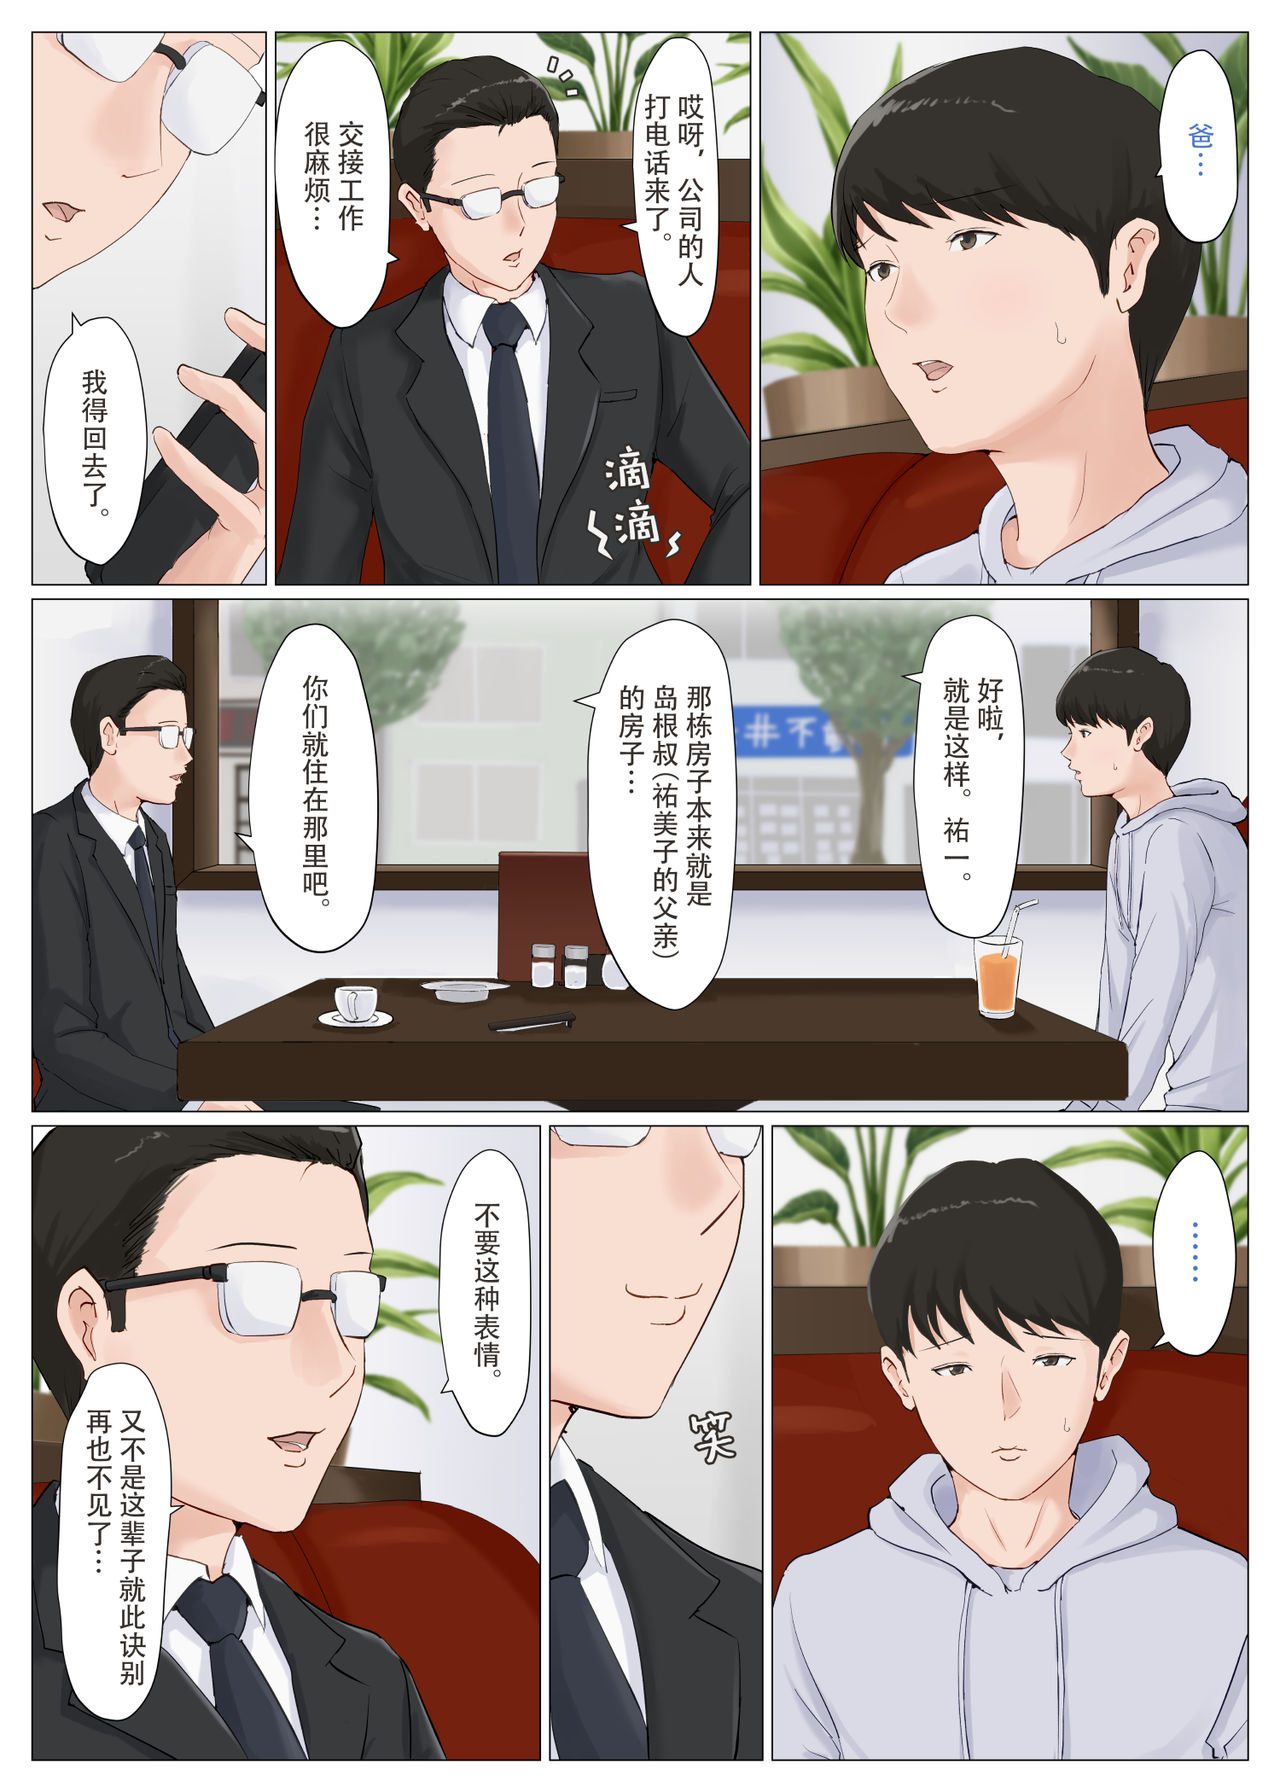 爸…
哎呀，公司的人
打电话来了。
交接工作
很麻烦…
滴
滴
我得回去了。
好啦，
就是这样。祐一。
那栋房子本来就是
岛根叔（祐美子的父亲）
的房子…
你们就住在那里吧。
井不
……
笑
不要这种表情。
又不是这辈子就此诀别
再也不见了…